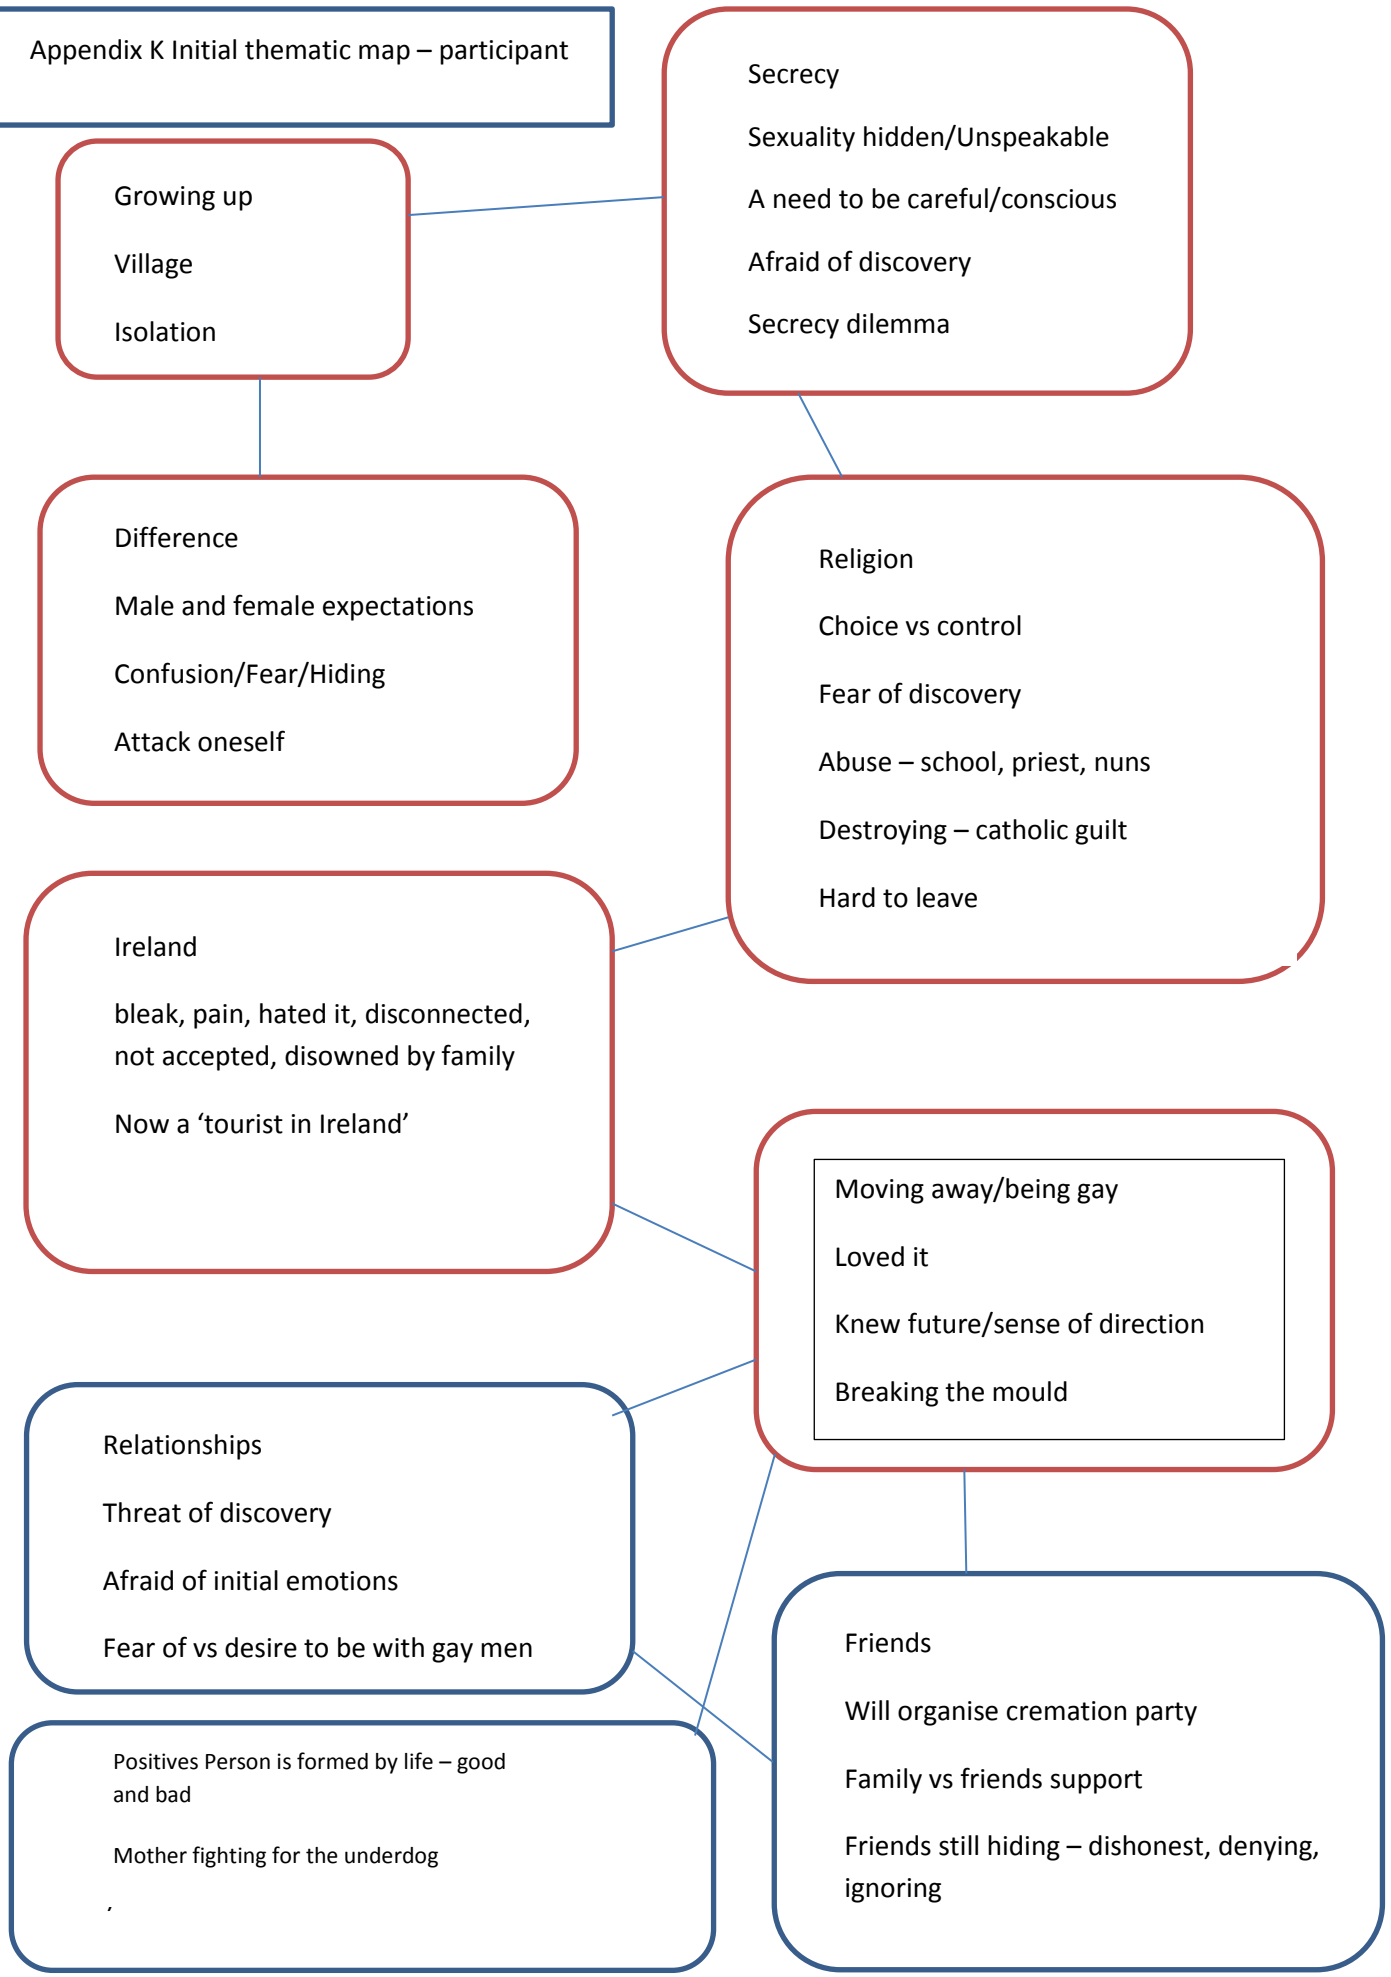 Appendix K Initial thematic map – participant
Growing up
Village
Isolation
Secrecy
Sexuality hidden/Unspeakable
A need to be careful/conscious
Afraid of discovery
Secrecy dilemma
Difference
Male and female expectations
Confusion/Fear/Hiding
Attack oneself
Religion
Choice vs control
Fear of discovery
Abuse – school, priest, nuns
Destroying – catholic guilt
Hard to leave
Ireland
bleak, pain, hated it, disconnected,
not accepted, disowned by family
Now a ‘tourist in Ireland’
Moving away/being gay
Loved it
Knew future/sense of direction
Breaking the mould
Relationships
Threat of discovery
Afraid of initial emotions
Fear of vs desire to be with gay men
Friends
Will organise cremation party
Family vs friends support
Friends still hiding – dishonest, denying,
ignoring
Positives Person is formed by life – good
and bad
Mother fighting for the underdog
‘